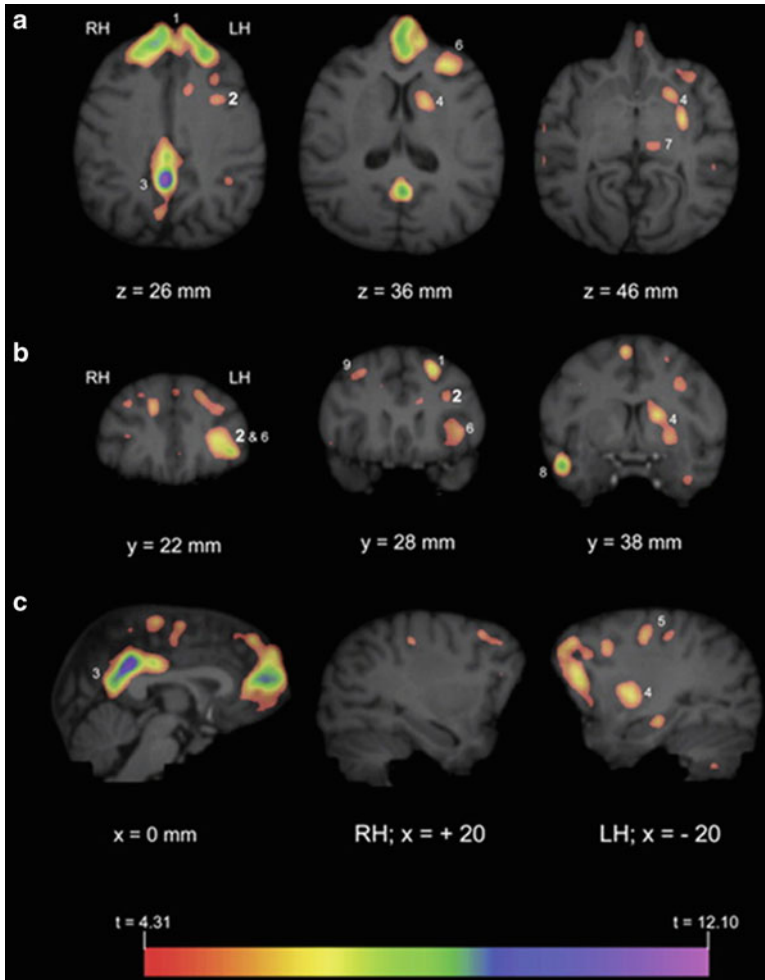 a
1
RH
LH
6
2
4
4
3
7
z = 26 mm
z = 36 mm
z = 46 mm
b
RH
LH
9
1
2
2 & 6
6
4
8
y = 22 mm
y = 28 mm
y = 38 mm
c
5
3
4
x = 0 mm
RH; x = + 20
LH; x = - 20
t = 4.31
t = 12.10